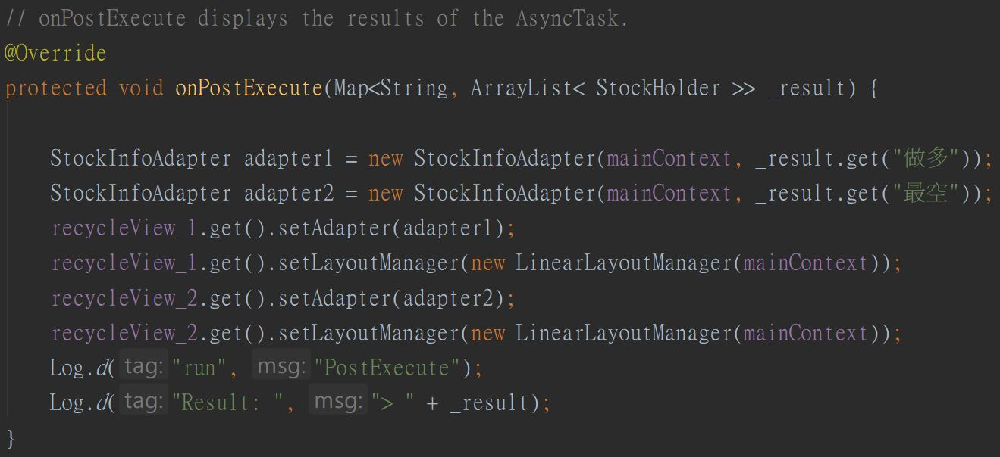 // onPostExecute displays the results of the AsyncTask.
@Override
protected void onPostExecute(Map<String, ArrayList< StockHolder >> _result) {
StockInfoAdapter adapter1 = new StockInfoAdapter(mainContext, _result.get("做多"));
StockInfoAdapter adapter2 = new StockInfoAdapter(mainContext, _result.get("最空"));
recycleView_1.get().setAdapter(adapter1);
recycleView_1.get().setLayoutManager(new LinearLayoutManager(mainContext));
recycleView_2.get().setAdapter(adapter2);
recycleView_2.get().setLayoutManager(new LinearLayoutManager(mainContext));
Log.d( tag: "run", msg: "PostExecute");
Log.d( tag: "Result: ", msg: "> " + _result);
}